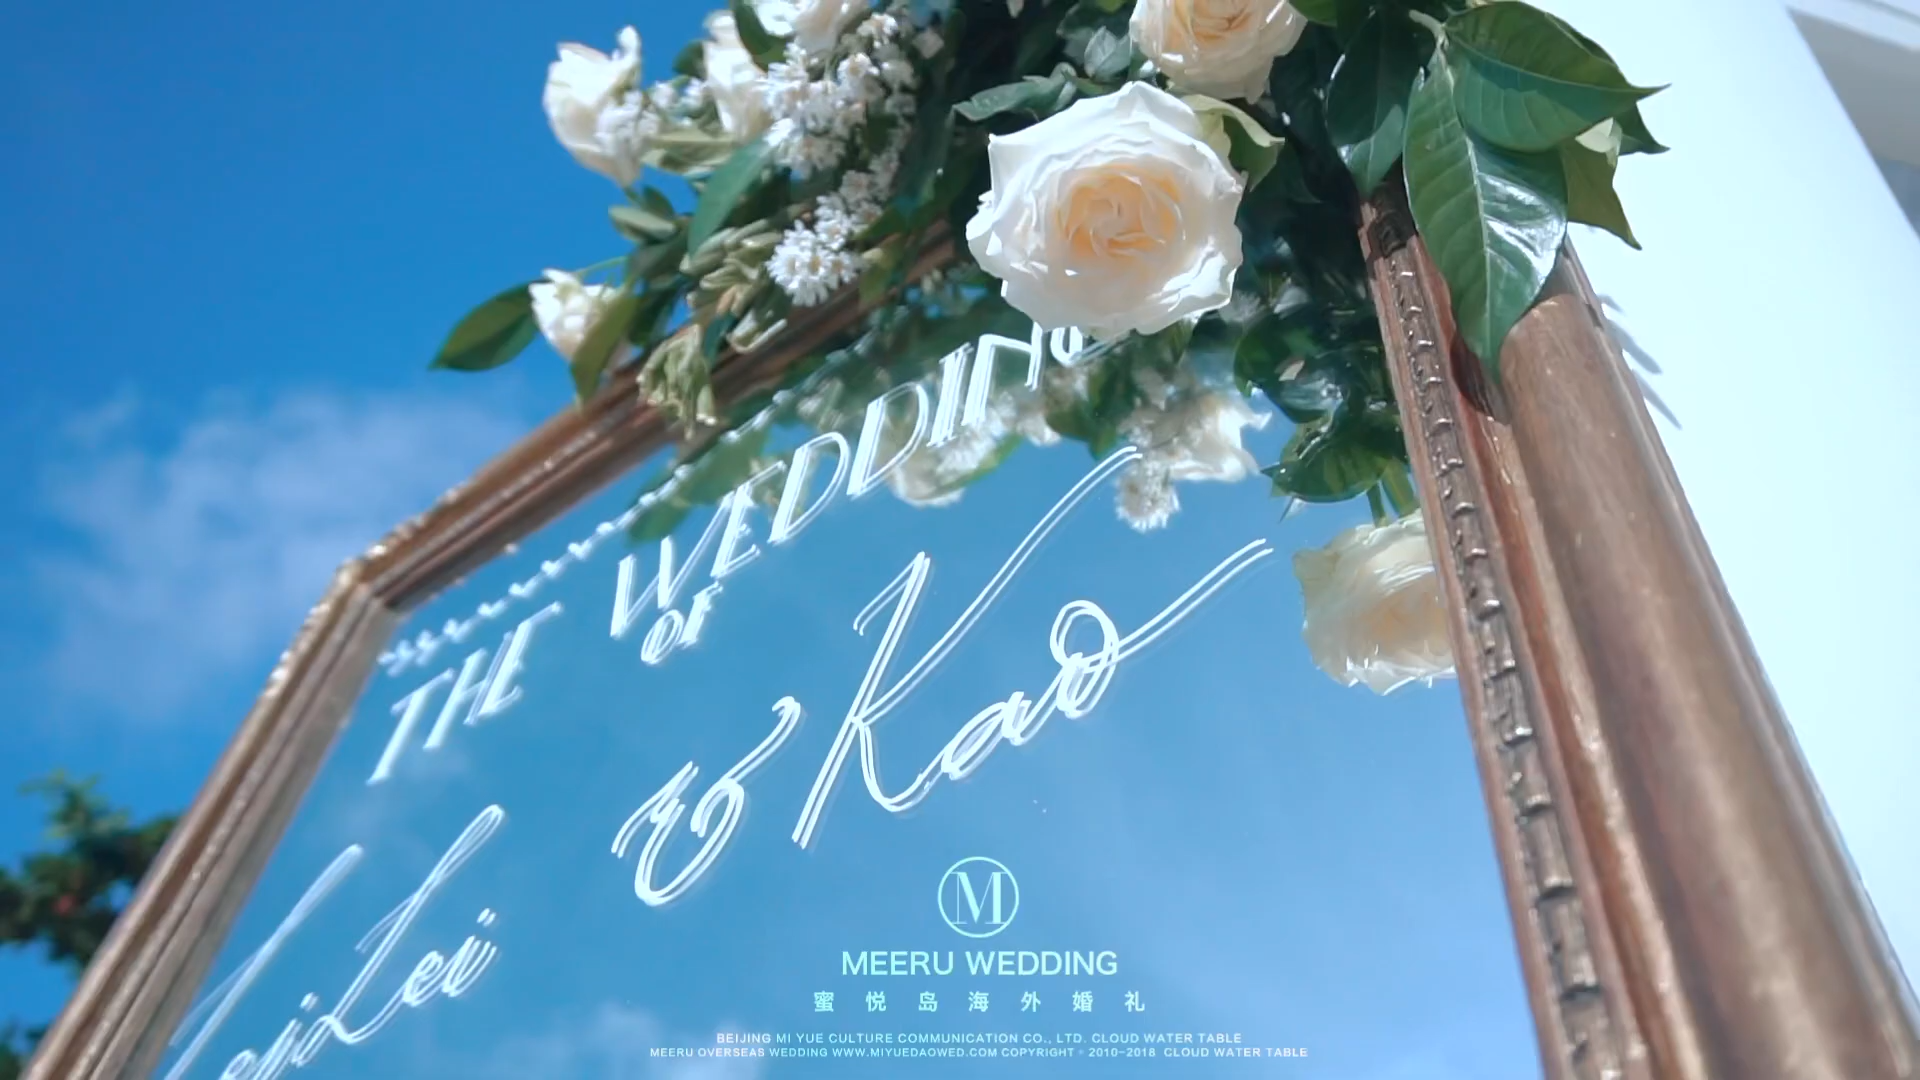 THE WEDDING
OF
Lei & Kao
M
MEERU WEDDING
蜜悦岛海外婚礼
BEIJING MI YUE CULTURE COMMUNICATION CO., LTD. CLOUD WATER TABLE
MEERU OVERSEAS WEDDING WWW.MIYUEDAOWED.COM COPYRIGHT © 2010-2018 CLOUD WATER TABLE